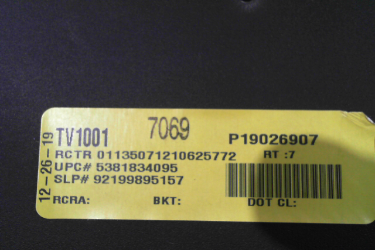 12-26-19
TV1001 7069 P19026907
RCTR 01135071210625772 RT :7
UPC# 5381834095
SLP# 92199895157
RCRA: BKT: DOT CL: